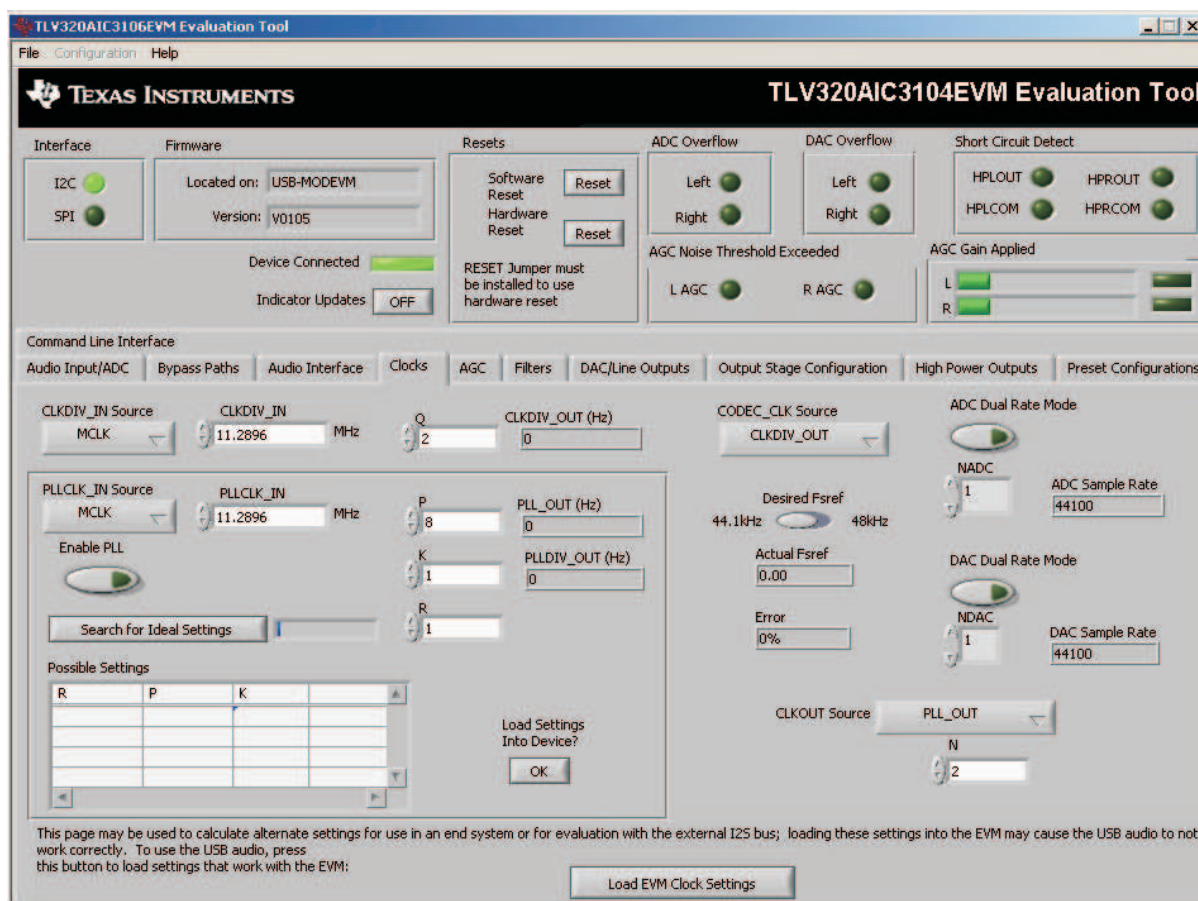 TLV320AIC3106EVM Evaluation Tool
File Configuration Help
TEXAS INSTRUMENTS
TLV320AIC3104EVM Evaluation Tool
Interface
I2C
SPI
Firmware
Located on: USB-MODEVM
Version: V0105
Device Connected
Indicator Updates OFF
Resets
Software Reset Reset
Hardware Reset Reset
RESET Jumper must
be installed to use
hardware reset
ADC Overflow
Left
Right
DAC Overflow
Left
Right
Short Circuit Detect
HPLOUT HPROUT
HPLCOM HPRCOM
AGC Noise Threshold Exceeded
L AGC R AGC
AGC Gain Applied
L
R
Command Line Interface
Audio Input/ADC Bypass Paths Audio Interface Clocks AGC Filters DAC/Line Outputs Output Stage Configuration High Power Outputs Preset Configurations
CLKDIV_IN Source
MCLK
CLKDIV_IN
11.2896 MHz
Q
2
CLKDIV_OUT (Hz)
0
PLLCLK_IN Source
MCLK
PLLCLK_IN
11.2896 MHz
P
8
PLL_OUT (Hz)
0
Enable PLL
K
1
PLLDIV_OUT (Hz)
0
R
1
Search for Ideal Settings
Possible Settings
R P K
Load Settings
Into Device?
OK
CODEC_CLK Source
CLKDIV_OUT
Desired Fsref
44.1kHz 48kHz
Actual Fsref
0.00
Error
0%
ADC Dual Rate Mode
NADC
1
ADC Sample Rate
44100
DAC Dual Rate Mode
NDAC
1
DAC Sample Rate
44100
CLKOUT Source PLL_OUT
N
2
This page may be used to calculate alternate settings for use in an end system or for evaluation with the external I2S bus; loading these settings into the EVM may cause the USB audio to not
work correctly. To use the USB audio, press
this button to load settings that work with the EVM:
Load EVM Clock Settings